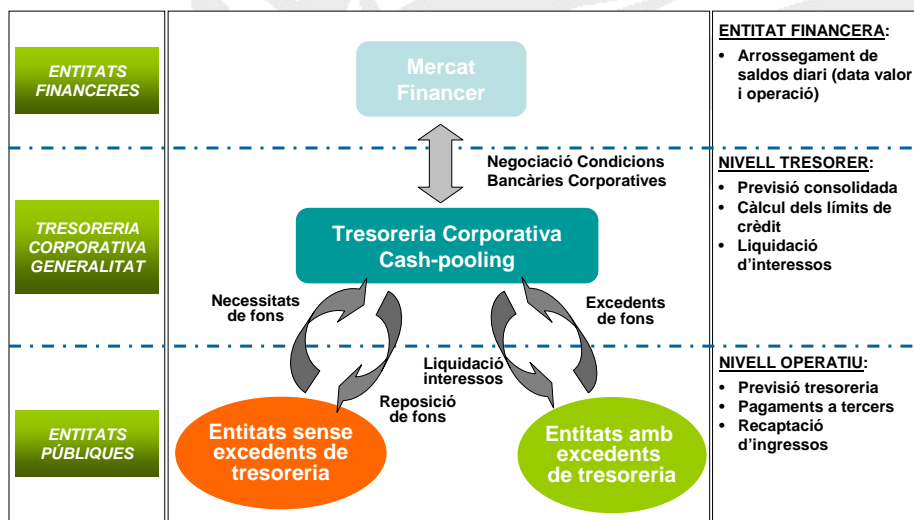 ENTITATS
FINANCERES
Mercat
Financer
ENTITAT FINANCERA:
• Arrossegament de
saldos diari (data valor
i operació)
Negociació Condicions
Bancàries Corporatives
TRESORERIA
CORPORATIVA
GENERALITAT
Tresoreria Corporativa
Cash-pooling
NIVELL TRESORER:
• Previsió consolidada
• Càlcul dels límits de
crèdit
• Liquidació
d’interessos
Necessitats
de fons
Excedents
de fons
Liquidació
interessos
Reposició
de fons
ENTITATS
PÚBLIQUES
Entitats sense
excedents de
tresoreria
Entitats amb
excedents
de tresoreria
NIVELL OPERATIU:
• Previsió tresoreria
• Pagaments a tercers
• Recaptació
d’ingressos